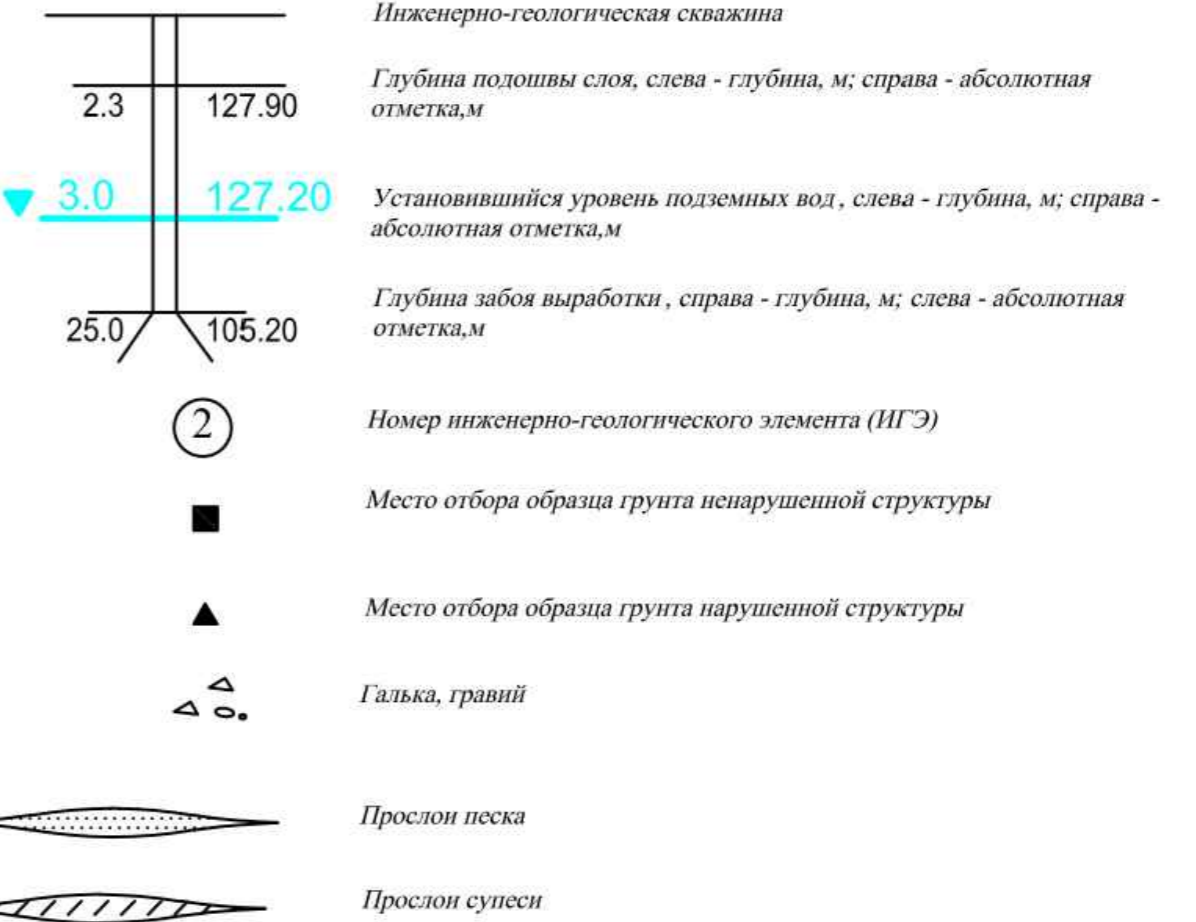 Инженерно-геологическая скважина
Глубина подошвы слоя, слева - глубина, м; справа - абсолютная
2.3 127.90 отметка,м
3.0 127.20 Установившийся уровень подземных вод , слева - глубина, м; справа -
абсолютная отметка,м
Глубина забоя выработки , справа - глубина, м; слева - абсолютная
25.0 105.20 отметка,м
2 Номер инженерно-геологического элемента (ИГЭ)
Место отбора образца грунта ненарушенной структуры
Место отбора образца грунта нарушенной структуры
Галька, гравий
Прослои песка
Прослои супеси